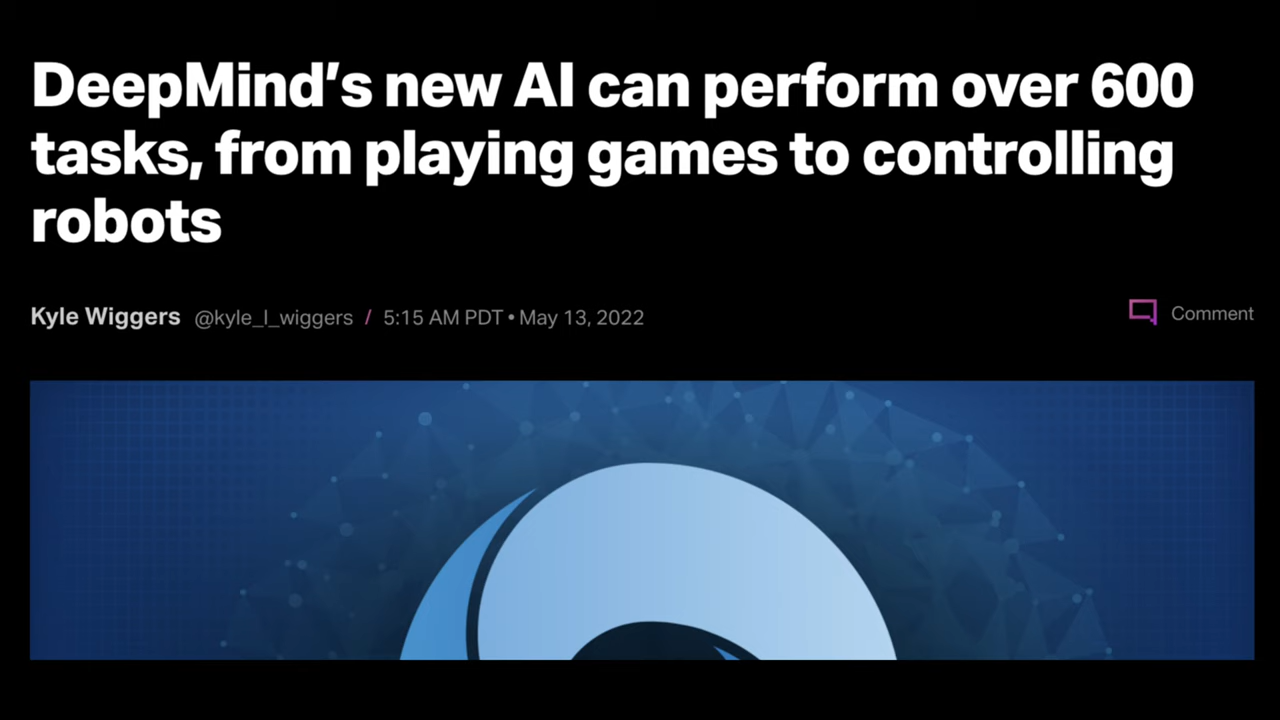 DeepMind’s new AI can perform over 600
tasks, from playing games to controlling
robots
Kyle Wiggers @kyle_l_wiggers / 5:15 AM PDT • May 13, 2022
Comment